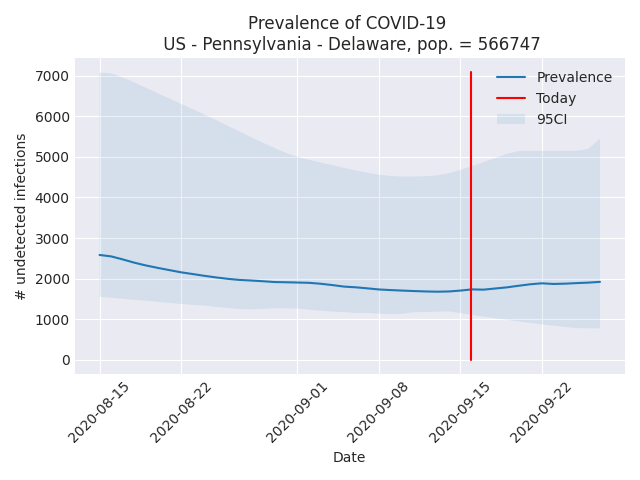 Prevalence of COVID-19
US - Pennsylvania - Delaware, pop. = 566747
7000
6000
5000
4000
3000
2000
1000
0
# undetected infections
Prevalence
Today
95CI
2020-08-15
2020-08-22
2020-09-01
2020-09-08
2020-09-15
2020-09-22
Date